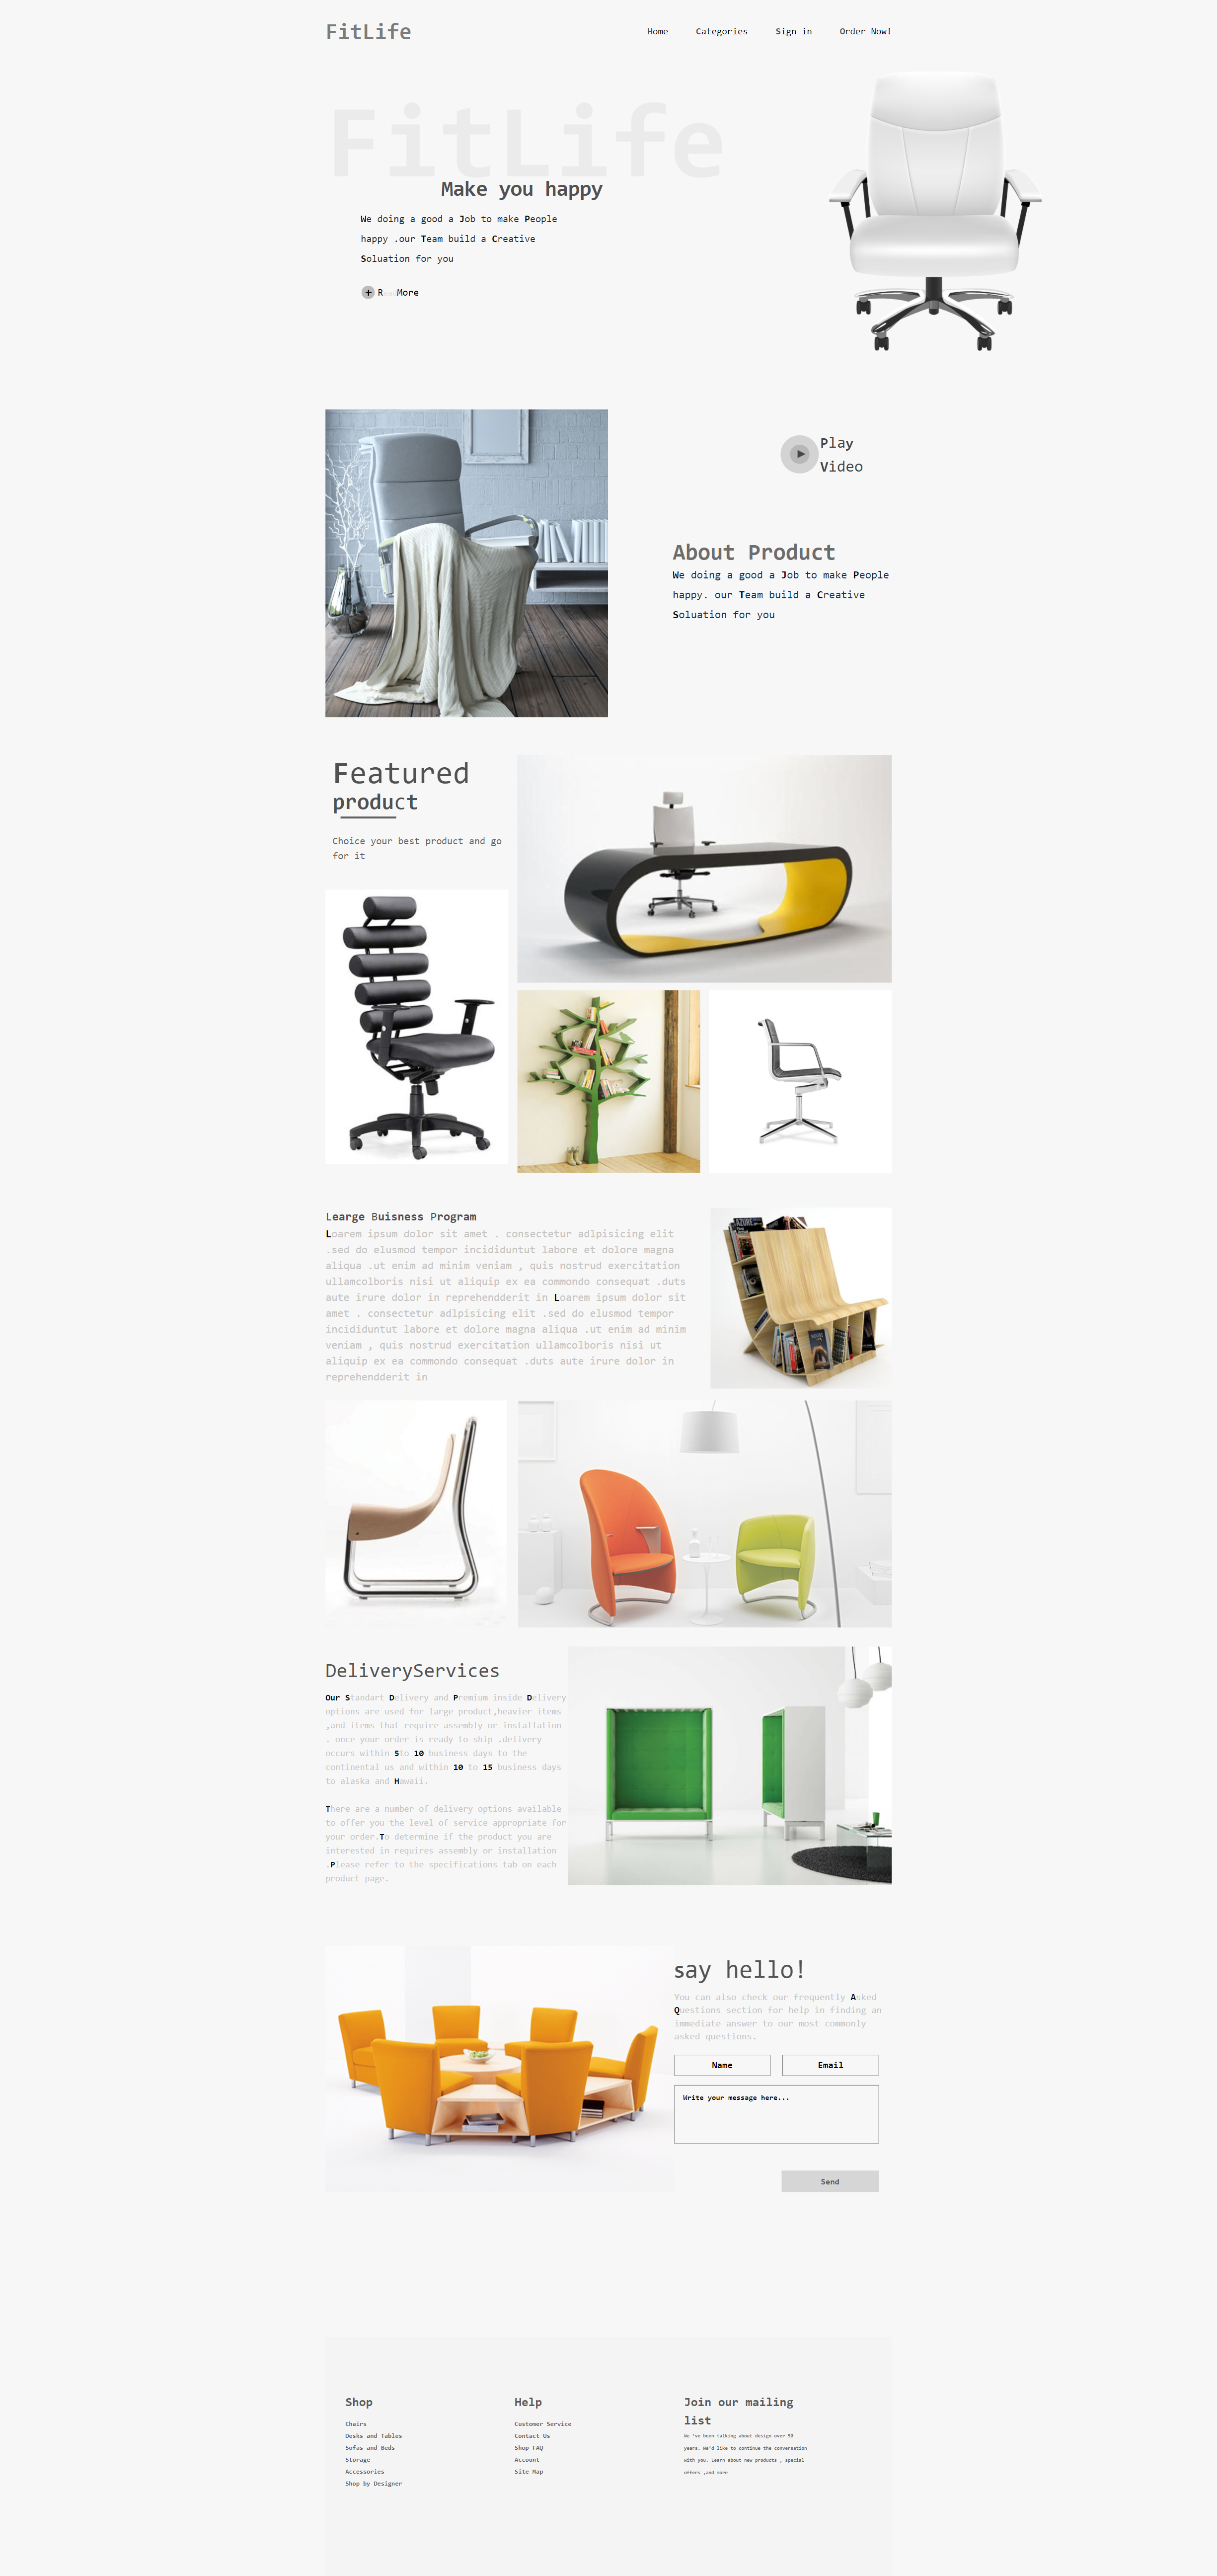 FitLife
Home Categories Sign in Order Now!
FitLife
Make you happy
We doing a good a Job to make People
happy .our Team build a Creative
Soluation for you
+ Read More
Play
Video
About Product
We doing a good a Job to make People
happy. our Team build a Creative
Soluation for you
Featured
product
Choice your best product and go
for it
Learge Buisness Program
Loarem ipsum dolor sit amet . consectetur adlpisicing elit
.sed do elusmod tempor incididuntut labore et dolore magna
aliqua .ut enim ad minim veniam , quis nostrud exercitation
ullamcolboris nisi ut aliquip ex ea commondo consequat .duts
aute irure dolor in reprehendderit in Loarem ipsum dolor sit
amet . consectetur adlpisicing elit .sed do elusmod tempor
incididuntut labore et dolore magna aliqua .ut enim ad minim
veniam , quis nostrud exercitation ullamcolboris nisi ut
aliquip ex ea commondo consequat .duts aute irure dolor in
reprehendderit in
DeliveryServices
Our Standart Delivery and Premium inside Delivery
options are used for large product,heavier items
,and items that require assembly or installation
. once your order is ready to ship .delivery
occurs within 5to 10 business days to the
continental us and within 10 to 15 business days
to alaska and Hawaii.
There are a number of delivery options available
to offer you the level of service appropriate for
your order.To determine if the product you are
interested in requires assembly or installation
.Please refer to the specifications tab on each
product page.
say hello!
You can also check our frequently Asked
Questions section for help in finding an
immediate answer to our most commonly
asked questions.
Name Email
Write your message here...
Send
Shop
Chairs
Desks and Tables
Sofas and Beds
Storage
Accessories
Shop by Designer
Help
Customer Service
Contact Us
Shop FAQ
Account
Site Map
Join our mailing
list
We 've been talking about design over 50
years. We'd like to continue the conversation
with you. Learn about new products , special
offers ,and more